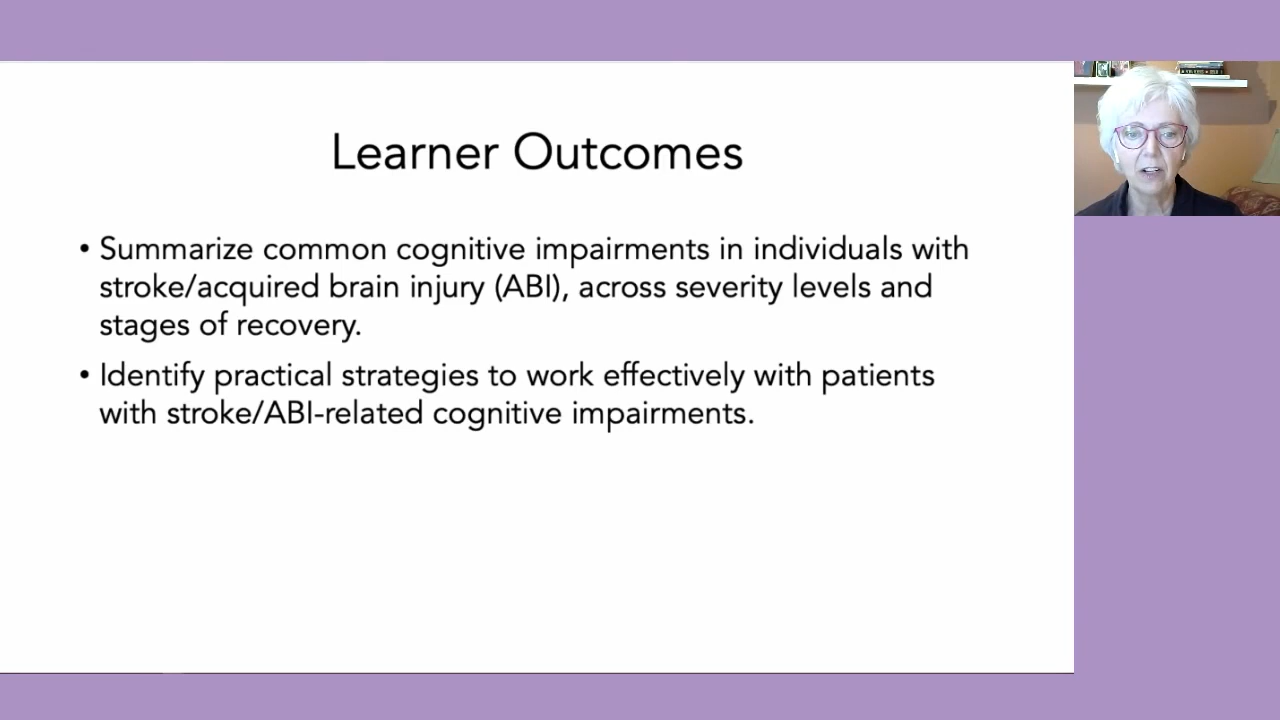 Learner Outcomes
• Summarize common cognitive impairments in individuals with
stroke/acquired brain injury (ABI), across severity levels and
stages of recovery.
• Identify practical strategies to work effectively with patients
with stroke/ABI-related cognitive impairments.